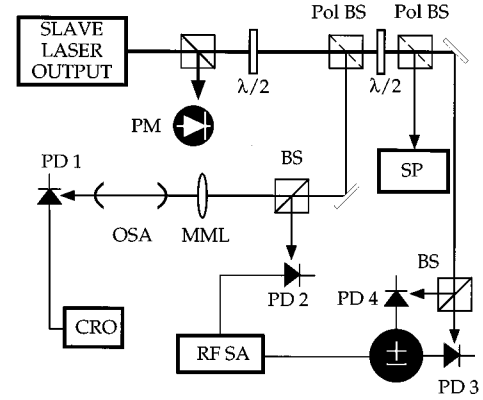 SLAVE
LASER
OUTPUT
Pol BS
Pol BS
λ/2
λ/2
PM
BS
SP
PD 1
OSA
MML
PD 2
BS
PD 4
CRO
RF SA
±
PD 3